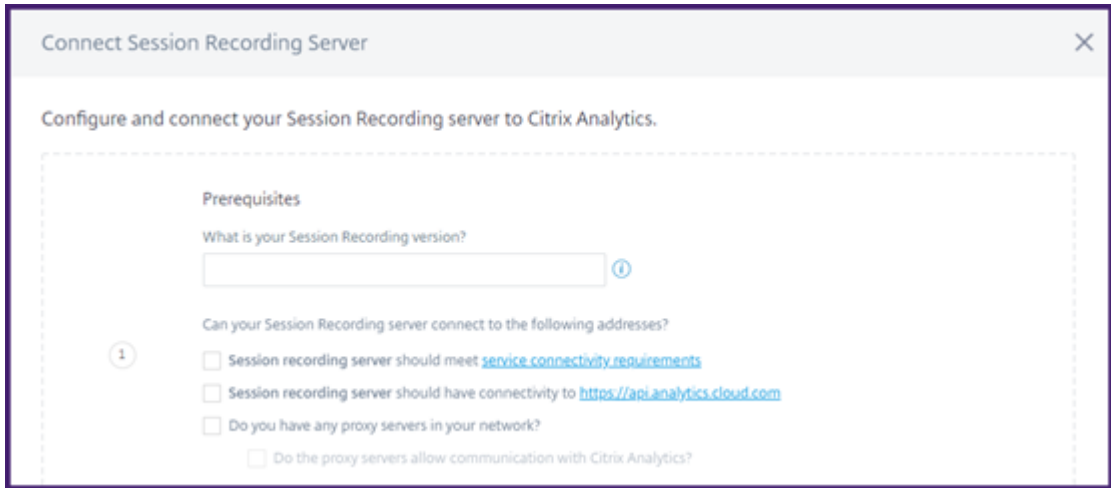 Connect Session Recording Server
Configure and connect your Session Recording server to Citrix Analytics.
Prerequisites
What is your Session Recording version?
Can your Session Recording server connect to the following addresses?
1
Session recording server should meet service connectivity requirements
Session recording server should have connectivity to https://api.analytics.cloud.com
Do you have any proxy servers in your network?
Do the proxy servers allow communication with Citrix Analytics?